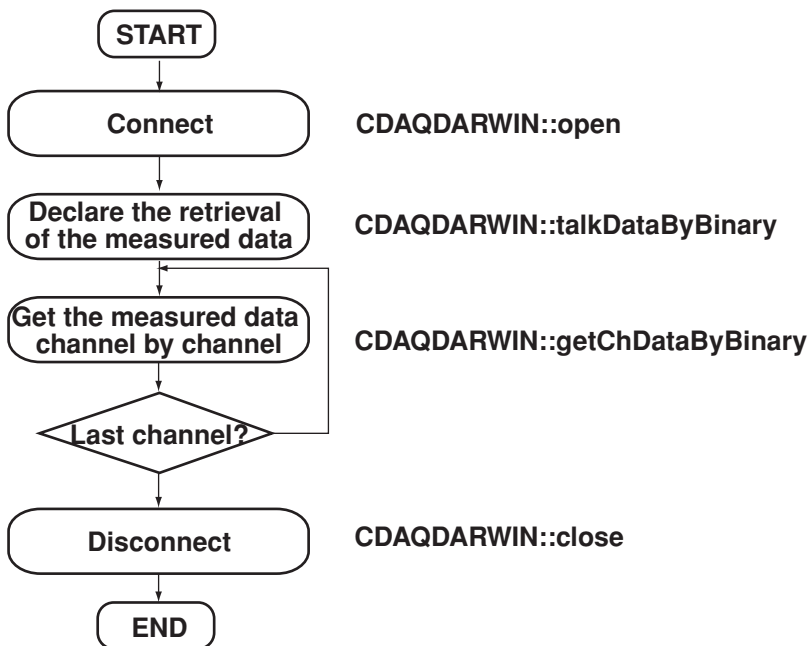 START
Connect
CDAQDARWIN::open
Declare the retrieval
of the measured data
CDAQDARWIN::talkDataByBinary
Get the measured data
channel by channel
CDAQDARWIN::getChDataByBinary
Last channel?
Disconnect
CDAQDARWIN::close
END